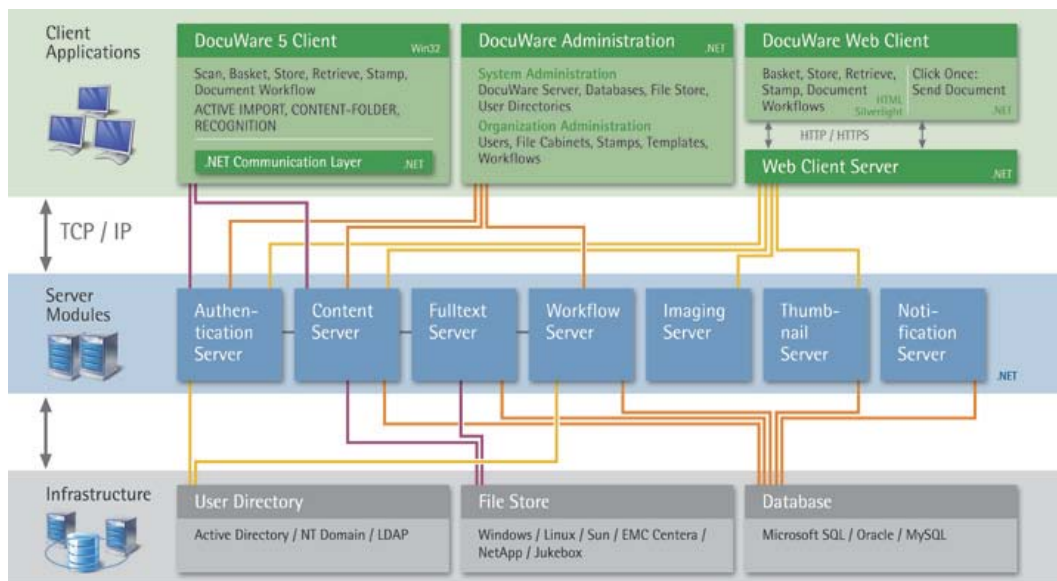 Client
Applications
DocuWare 5 Client
Win32
Scan, Basket, Store, Retrieve, Stamp,
Document Workflow
ACTIVE IMPORT, CONTENT-FOLDER,
RECOGNITION
.NET Communication Layer
.NET
DocuWare Administration
.NET
System Administration
DocuWare Server, Databases, File Store,
User Directories
Organization Administration
Users, File Cabinets, Stamps, Templates,
Workflows
DocuWare Web Client
Basket, Store, Retrieve,
Stamp, Document
Workflows
HTML
Silverlight
Click Once:
Send Document
.NET
HTTP / HTTPS
Web Client Server
.NET
TCP / IP
Server
Modules
Authen-
tication
Server
Content
Server
Fulltext
Server
Workflow
Server
Imaging
Server
Thumb-
nail
Server
Noti-
fication
Server
.NET
Infrastructure
User Directory
Active Directory / NT Domain / LDAP
File Store
Windows / Linux / Sun / EMC Centera /
NetApp / Jukebox
Database
Microsoft SQL / Oracle / MySQL